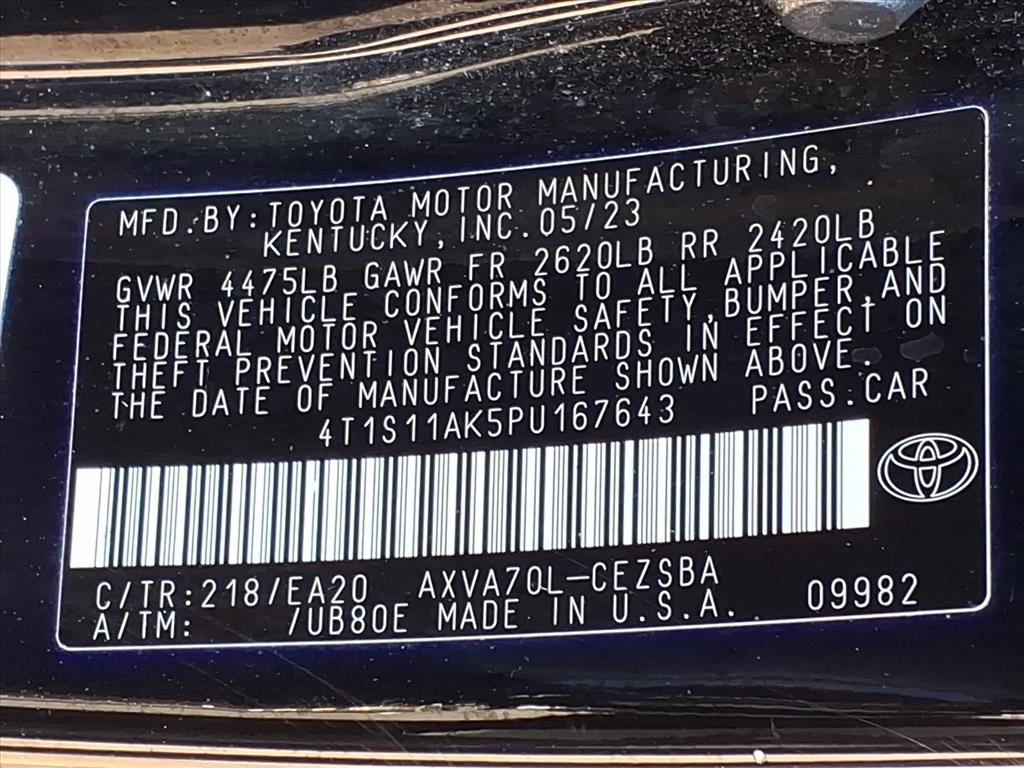 MFD.BY:TOYOTA MOTOR MANUFACTURING,
KENTUCKY,INC.05/23
GVWR 4475LB GAWR FR 2620LB RR 2420LB
THIS VEHICLE CONFORMS TO ALL APPLICABLE
FEDERAL MOTOR VEHICLE SAFETY,BUMPER,AND
THEFT PREVENTION STANDARDS IN EFFECT ON
THE DATE OF MANUFACTURE SHOWN ABOVE.
4T1S11AK5PU167643 PASS.CAR
C/TR:218/EA20 AXVA70L-CEZSBA 09982
A/TM: /UB80E MADE IN U.S.A.